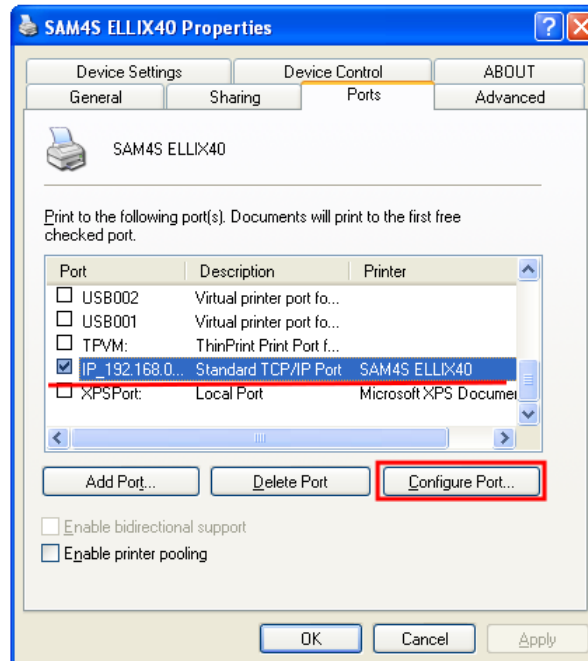 SAM4S ELLIX40 Properties
Device Settings Device Control ABOUT
General Sharing Ports Advanced
SAM4S ELLIX40
Print to the following port(s). Documents will print to the first free
checked port.
Port Description Printer
USB002 Virtual printer port fo...
USB001 Virtual printer port fo...
TPVM: ThinPrint Print Port f...
IP_192.168.0... Standard TCP/IP Port SAM4S ELLIX40
XPSPort: Local Port Microsoft XPS Documen
Add Port... Delete Port Configure Port...
Enable bidirectional support
Enable printer pooling
OK Cancel Apply